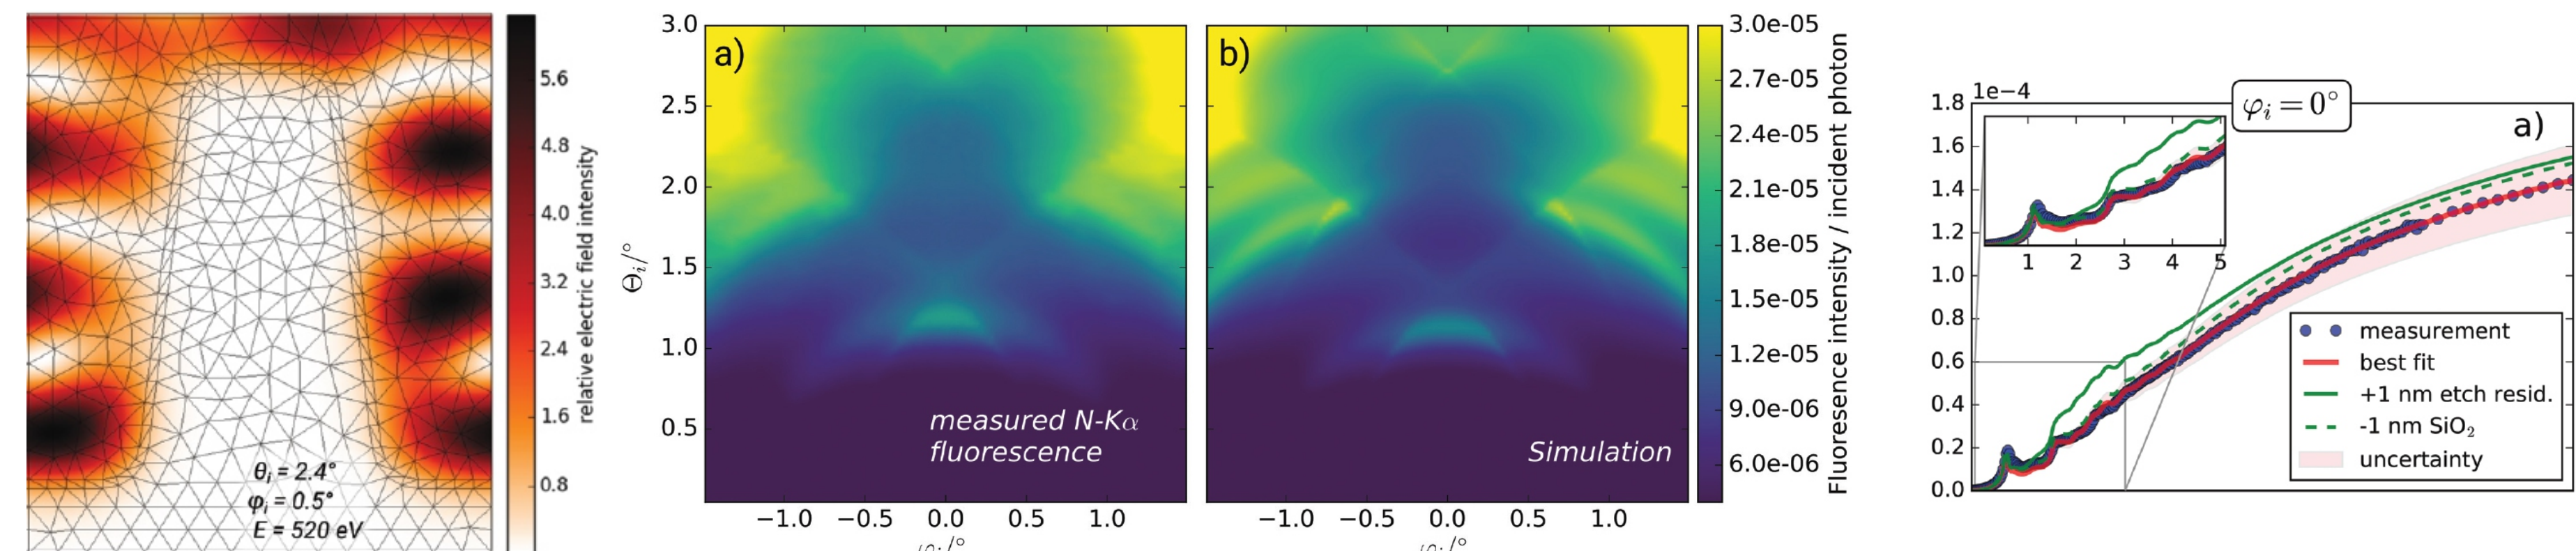 5.6
4.8
4.0
3.2
2.4
1.6
0.8
relative electric field intensity
θi = 2.4°
φi = 0.5°
E = 520 eV
Θi/°
3.0
2.5
2.0
1.5
1.0
0.5
a)
measured N-Kα
fluorescence
−1.0 −0.5 0.0 0.5 1.0
φi/°
b)
Simulation
−1.0 −0.5 0.0 0.5 1.0
φi/°
3.0e-05
2.7e-05
2.4e-05
2.1e-05
1.8e-05
1.5e-05
1.2e-05
9.0e-06
6.0e-06
Fluorescence intensity / incident photon
1e−4
φi = 0°
a)
1.8
1.6
1.4
1.2
1.0
0.8
0.6
0.4
0.2
0.0
1 2 3 4 5
measurement
best fit
+1 nm etch resid.
-1 nm SiO₂
uncertainty